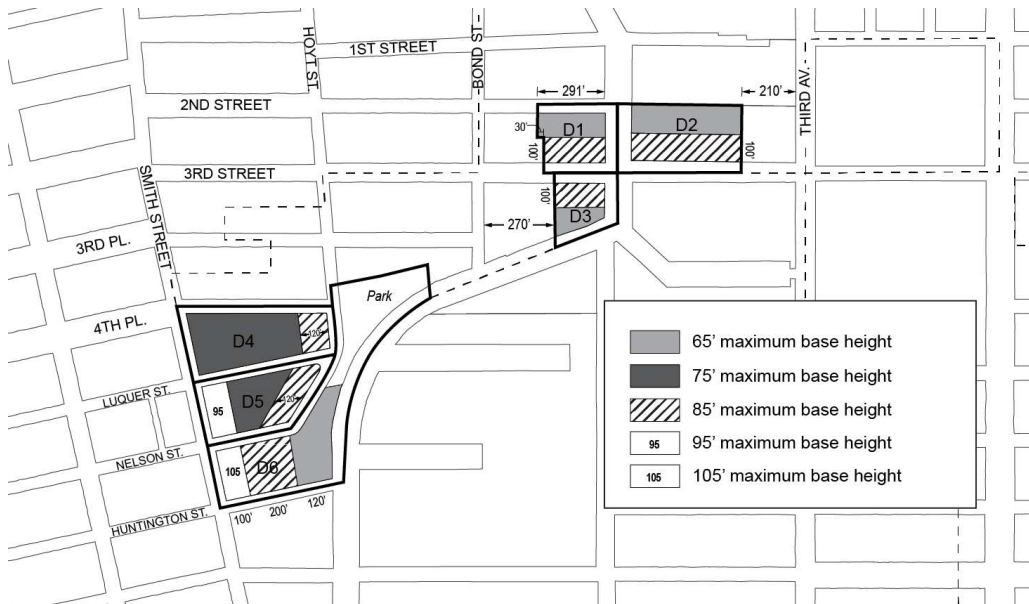 1ST STREET
HOYT ST.
BOND ST.
THIRD AV.
291'
210'
2ND STREET
30'
D1
D2
100'
100'
3RD STREET
SMITH STREET
100'
D3
270'
3RD PL.
Park
4TH PL.
D4
120'
LUQUER ST.
D5
120'
95
NELSON ST.
105
D6
HUNTINGTON ST.
100'
200'
120'
65' maximum base height
75' maximum base height
85' maximum base height
95
95' maximum base height
105
105' maximum base height